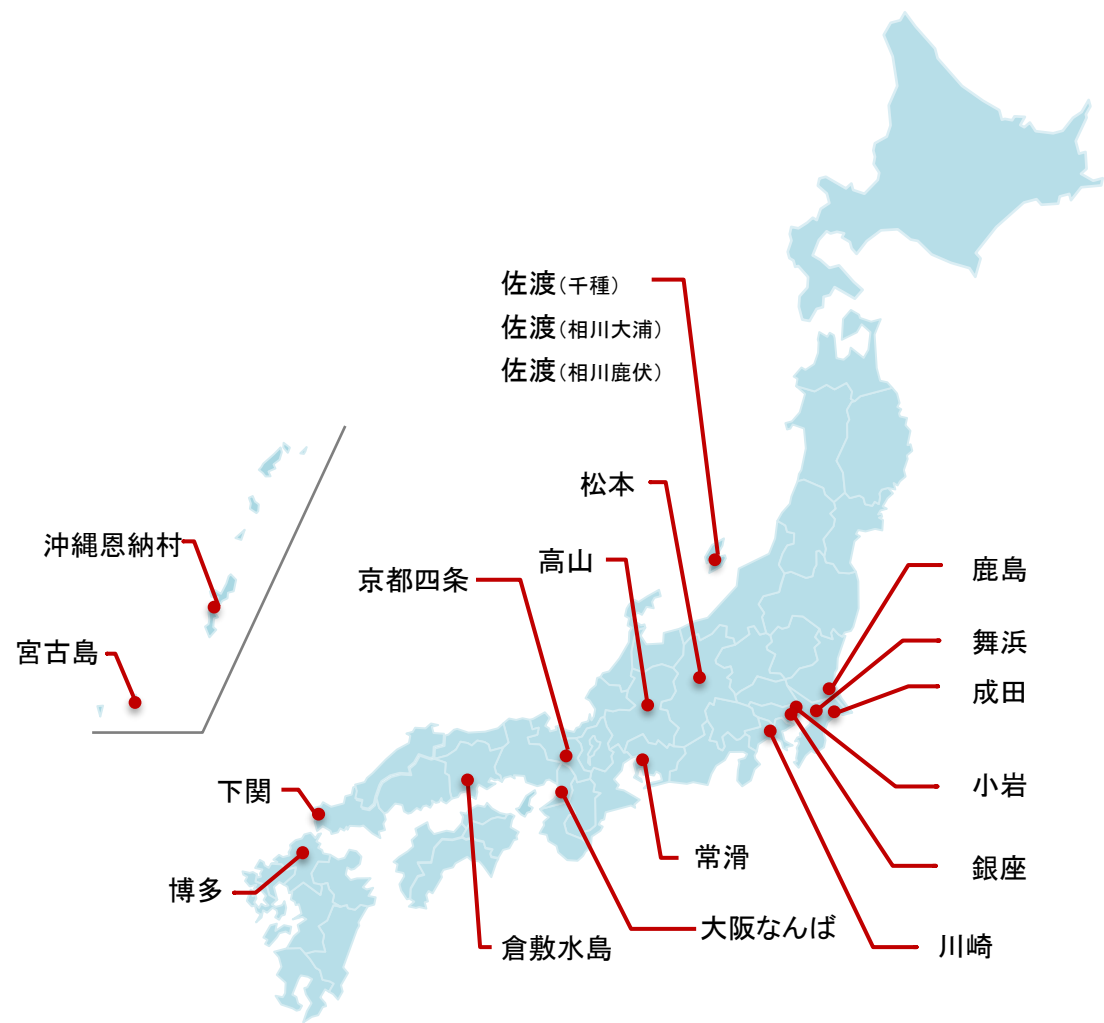 佐渡(千種)
佐渡(相川大浦)
佐渡(相川鹿伏)
松本
沖縄恩納村
高山
京都四条
鹿島
舞浜
宮古島
成田
下関
小岩
常滑
銀座
博多
大阪なんば
倉敷水島
川崎